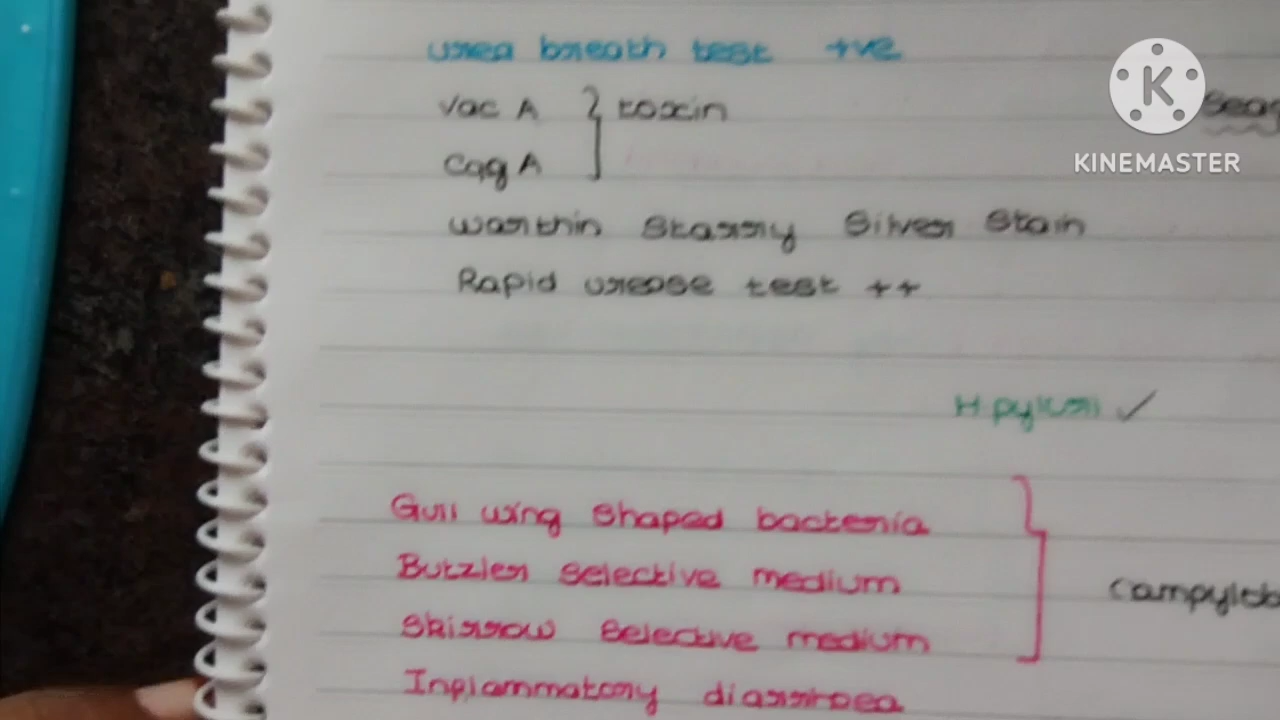 urea breath test +ve
Vac A } toxin
Cag A
K
KINEMASTER
Warthin Starry Silver Stain
Rapid urease test ++
H pylori ✓
Gull wing shaped bacteria
Butzler selective medium
Skirrow selective medium
Inflammatory diarrhoea